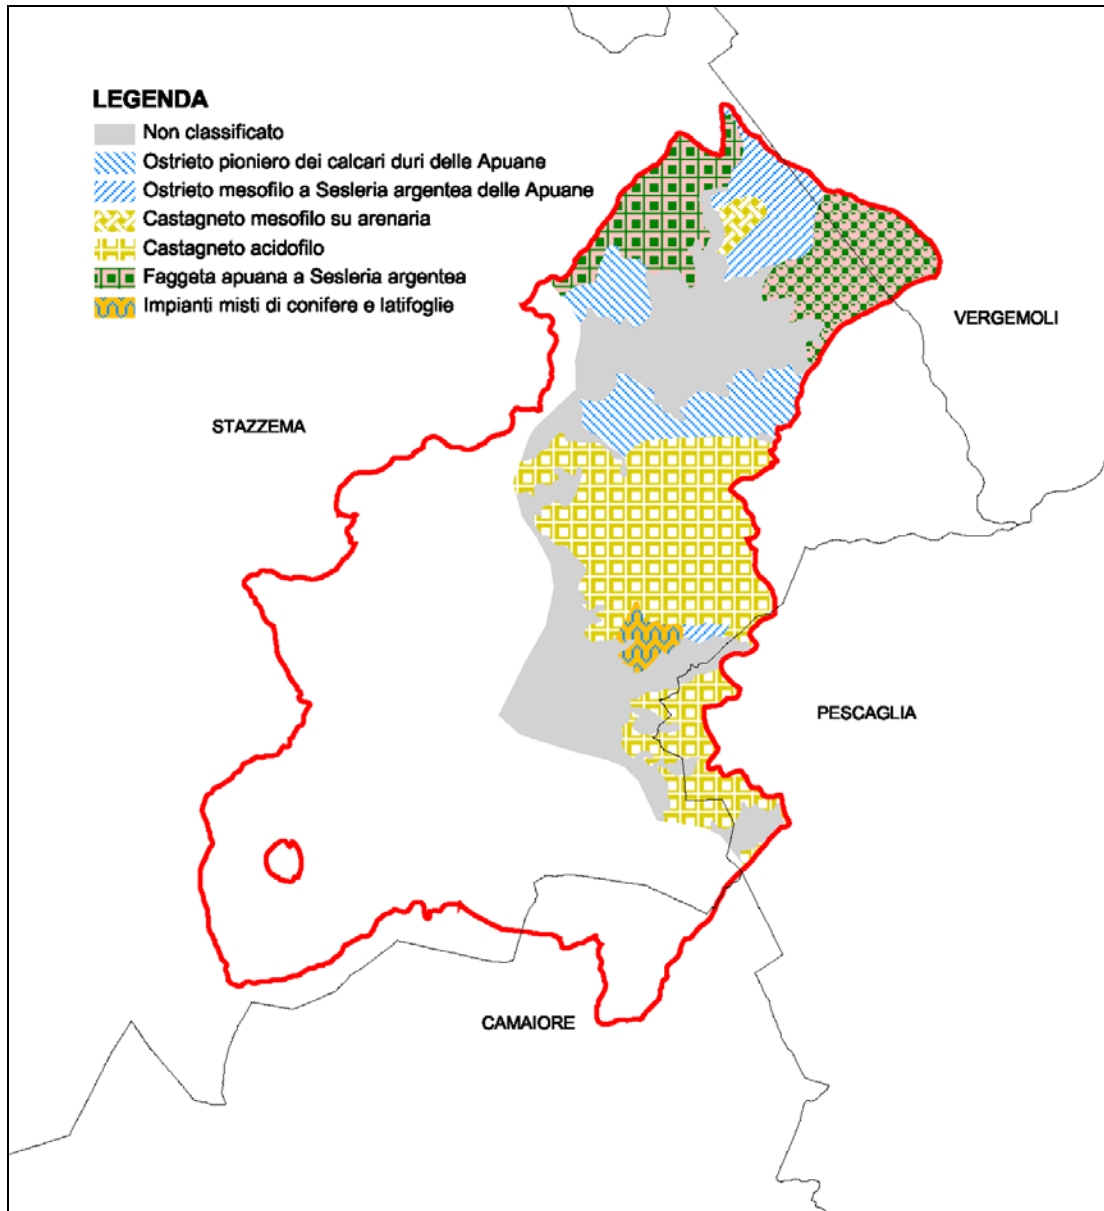 LEGENDA
Non classificato
Ostrieto pioniero dei calcari duri delle Apuane
Ostrieto mesofilo a Sesleria argentea delle Apuane
Castagneto mesofilo su arenaria
Castagneto acidofilo
Faggeta apuana a Sesleria argentea
Impianti misti di conifere e latifoglie
VERGEMOLI
STAZZEMA
PESCAGLIA
CAMAIORE